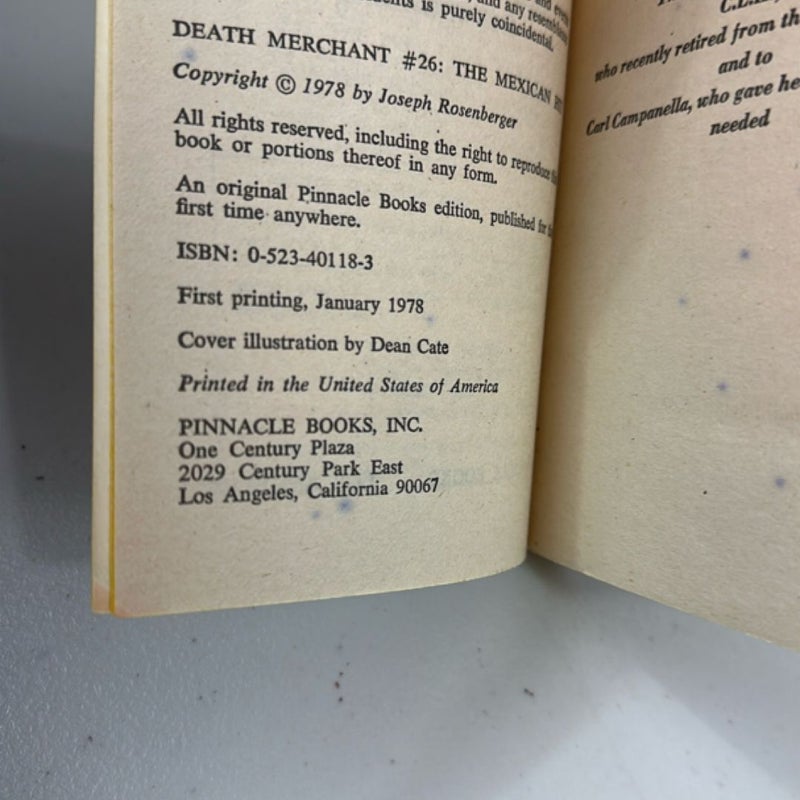 is purely coincidental.
and any
DEATH MERCHANT #26: THE MEXICAN
Copyright © 1978 by Joseph Rosenberger
All rights reserved, including the right to reproduce
book or portions thereof in any form.
An original Pinnacle Books edition, published for
first time anywhere.
ISBN: 0-523-40118-3
First printing, January 1978
Cover illustration by Dean Cate
Printed in the United States of America
PINNACLE BOOKS, INC.
One Century Plaza
2029 Century Park East
Los Angeles, California 90067
who recently retired from
and to
Carl Campanella, who gave
needed